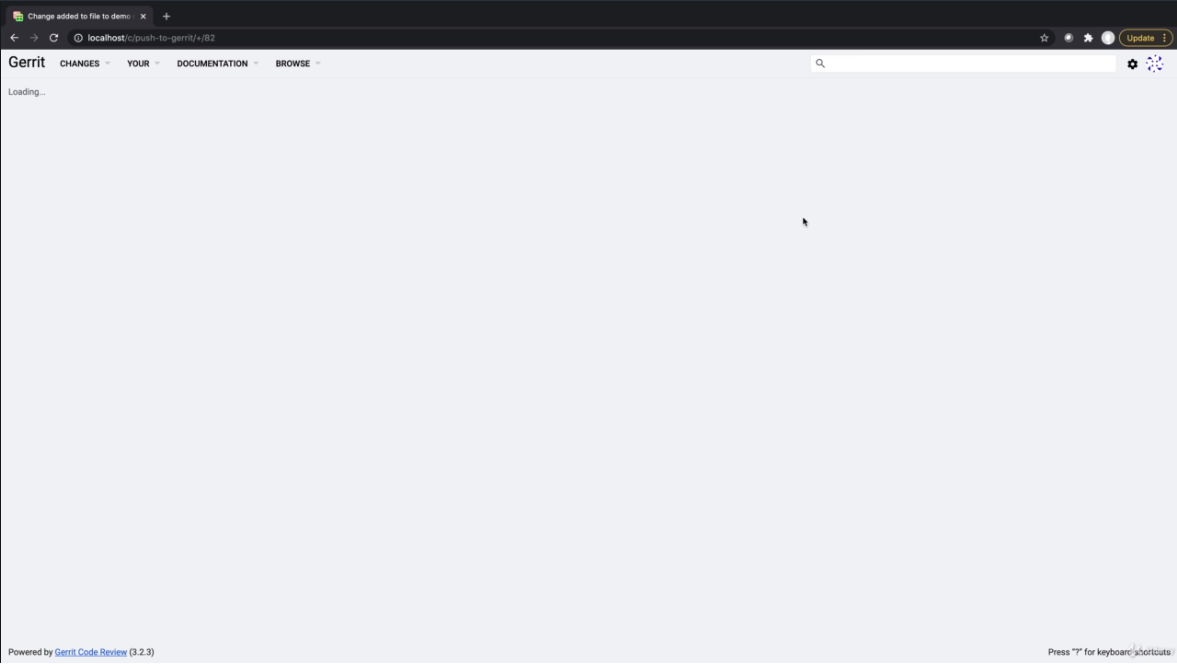 Change added to file to demo
localhost/c/push-to-gerrit/+/82
Update
Gerrit CHANGES YOUR DOCUMENTATION BROWSE
Loading...
Powered by Gerrit Code Review (3.2.3)
Press "?" for keyboard shortcuts